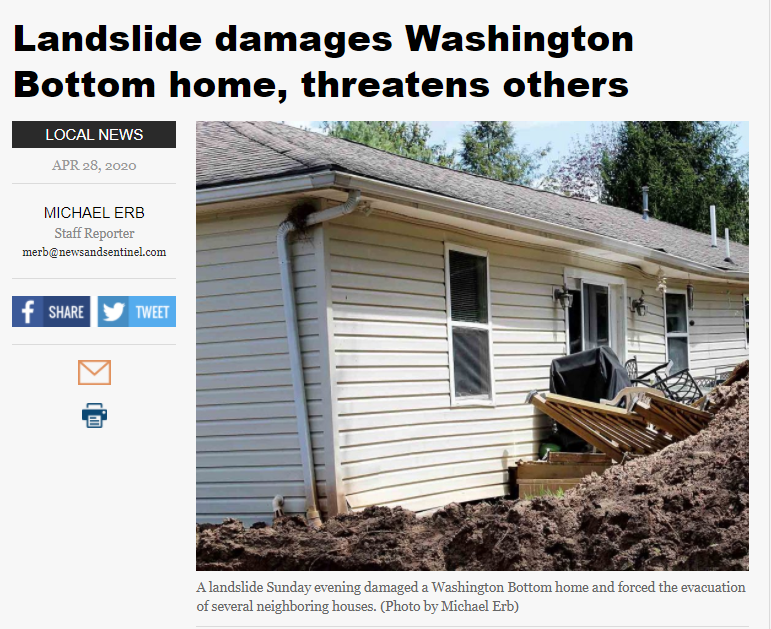 Landslide damages Washington
Bottom home, threatens others
LOCAL NEWS
APR 28, 2020
MICHAEL ERB
Staff Reporter
merb@newsandsentinel.com
f SHARE
TWEET
A landslide Sunday evening damaged a Washington Bottom home and forced the evacuation
of several neighboring houses. (Photo by Michael Erb)